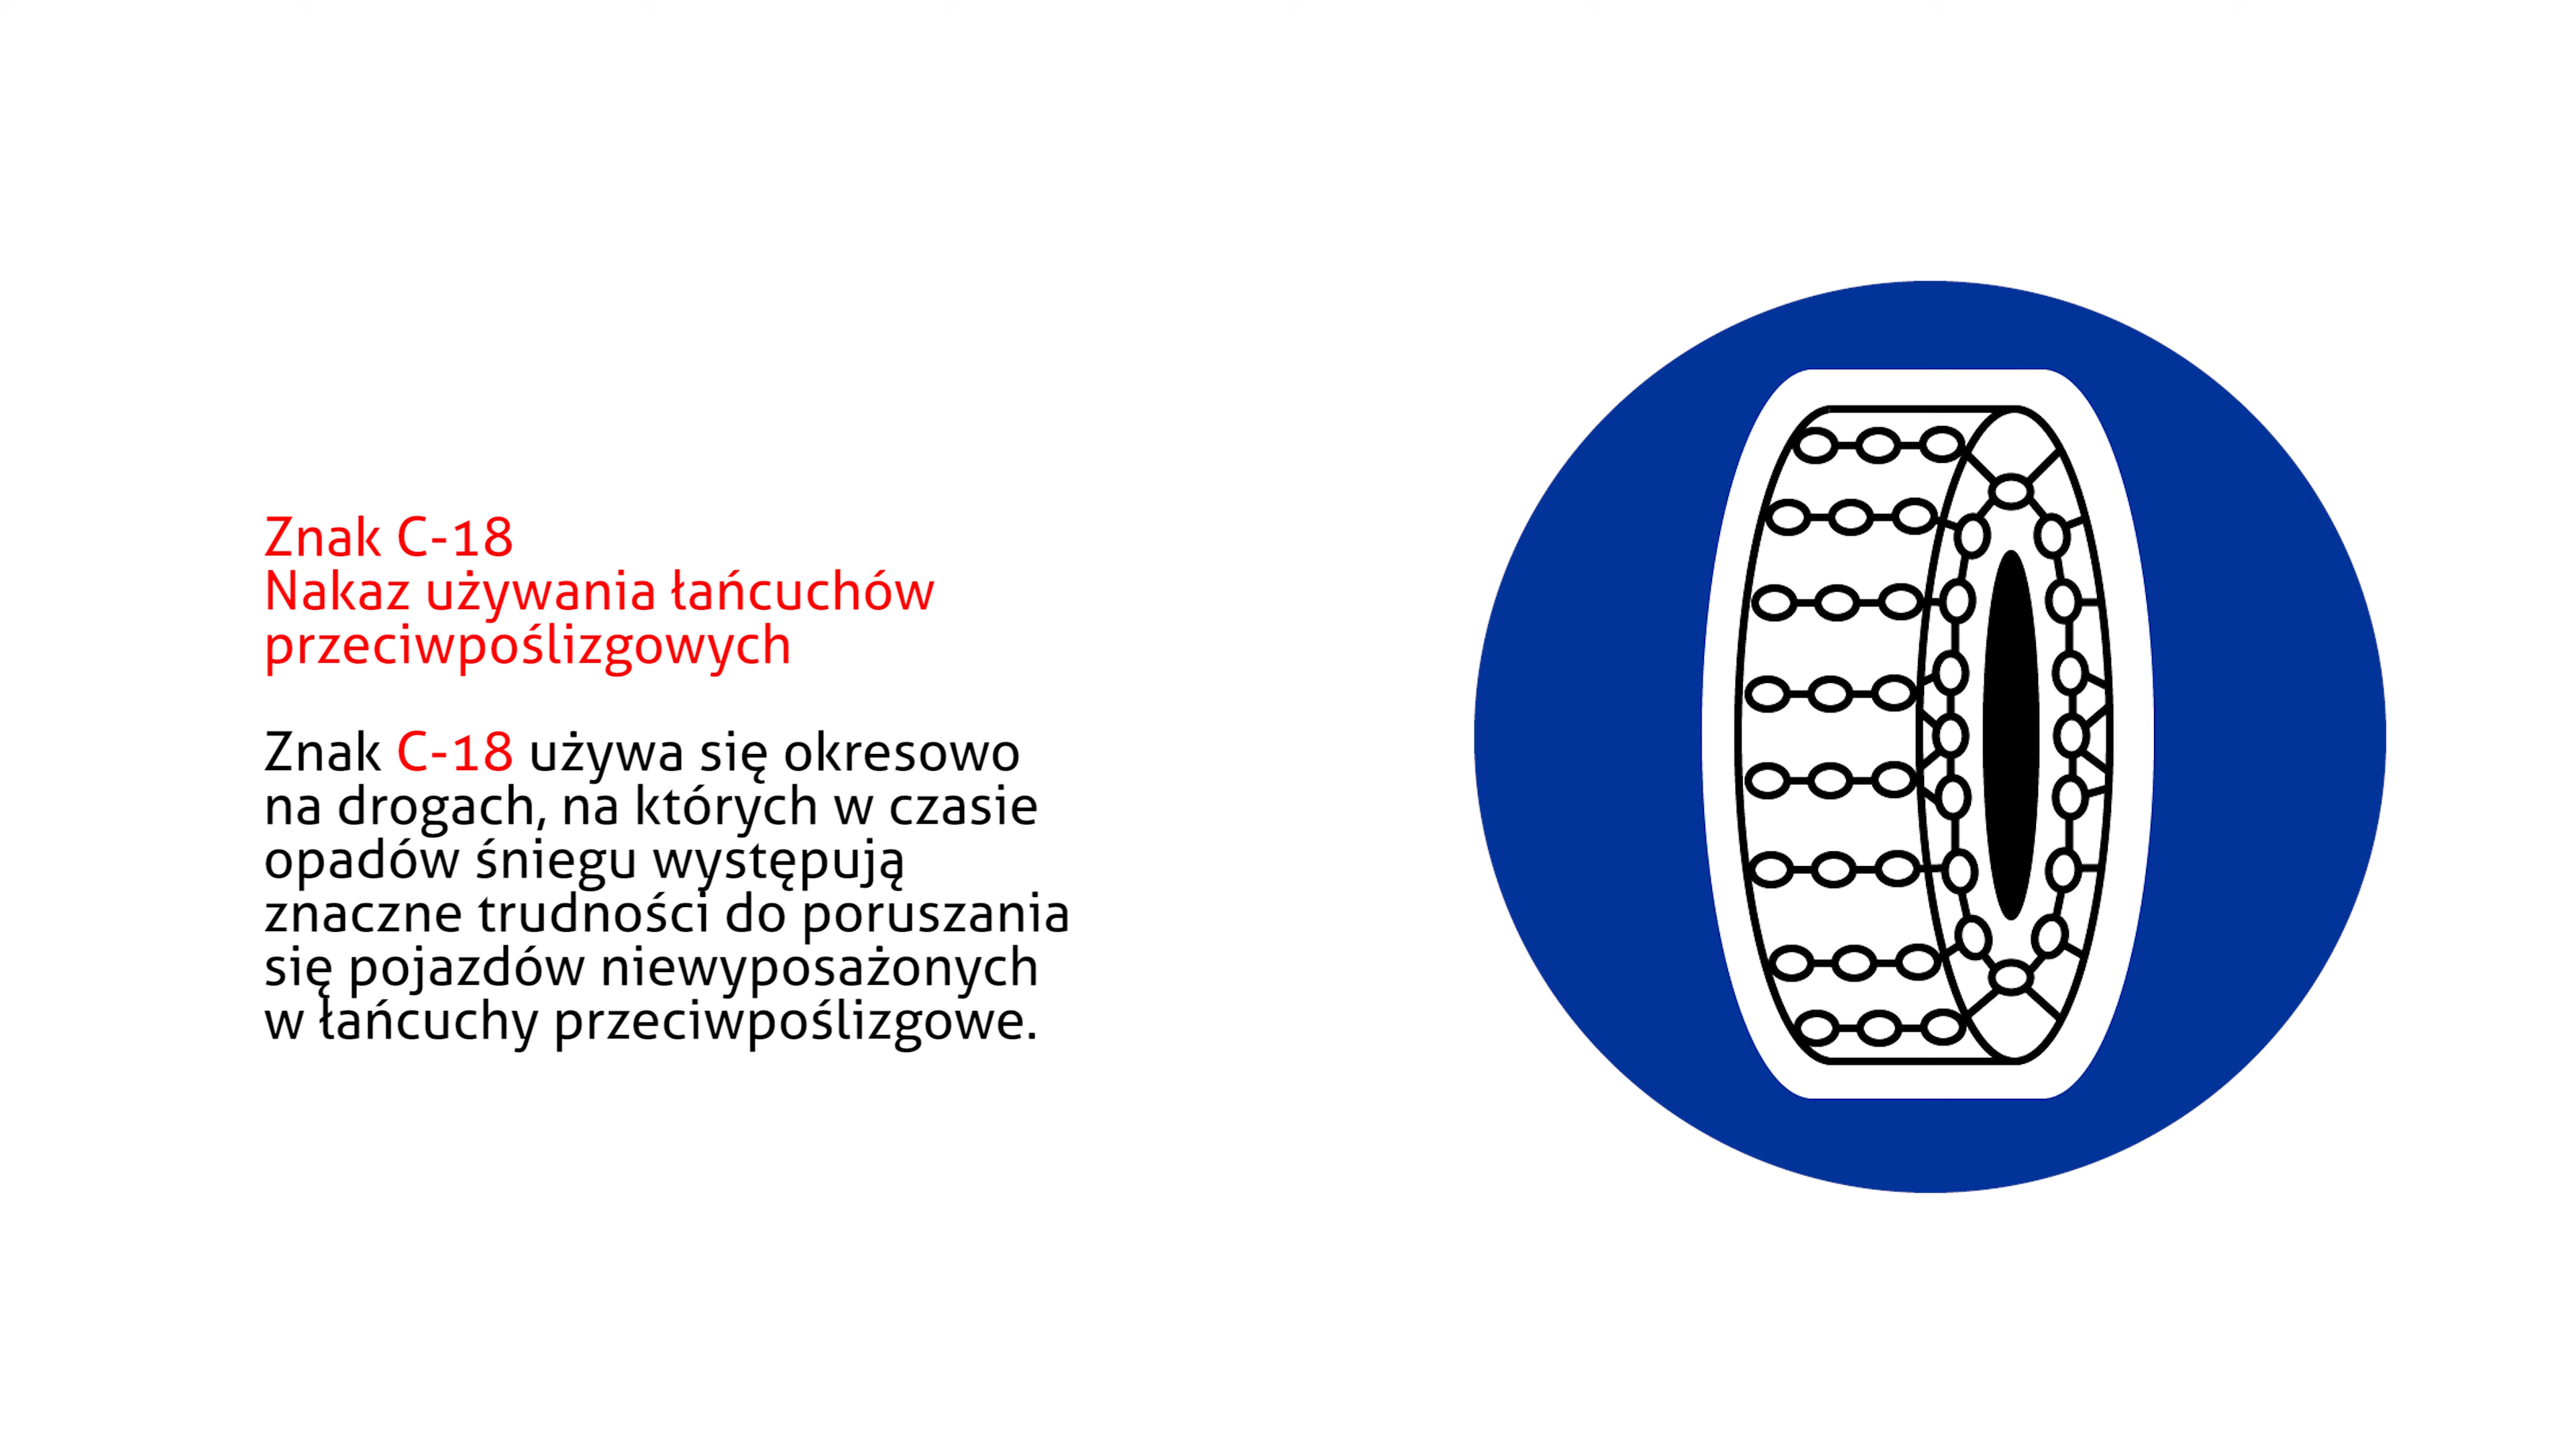 Znak C-18
Nakaz używania łańcuchów
przeciwpoślizgowych
Znak C-18 używa się okresowo
na drogach, na których w czasie
opadów śniegu występują
znaczne trudności do poruszania
się pojazdów niewyposażonych
w łańcuchy przeciwpoślizgowe.